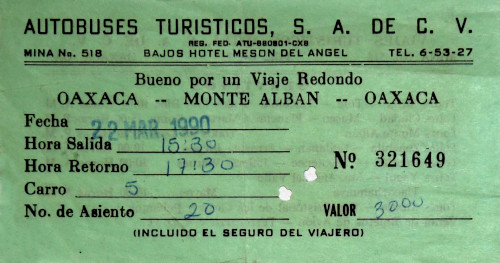 AUTOBUSES TURISTICOS, S. A. DE C. V.
REG. FED. ATU-680801-CX8
MINA No. 518 BAJOS HOTEL MESON DEL ANGEL TEL. 6-53-27
Bueno por un Viaje Redondo
OAXACA -- MONTE ALBAN -- OAXACA
Fecha 22 MAR. 1990
Hora Salida 15:30
Hora Retorno 17:30 No 321649
Carro 5
No. de Asiento 20 VALOR 3000
(INCLUIDO EL SEGURO DEL VIAJERO)